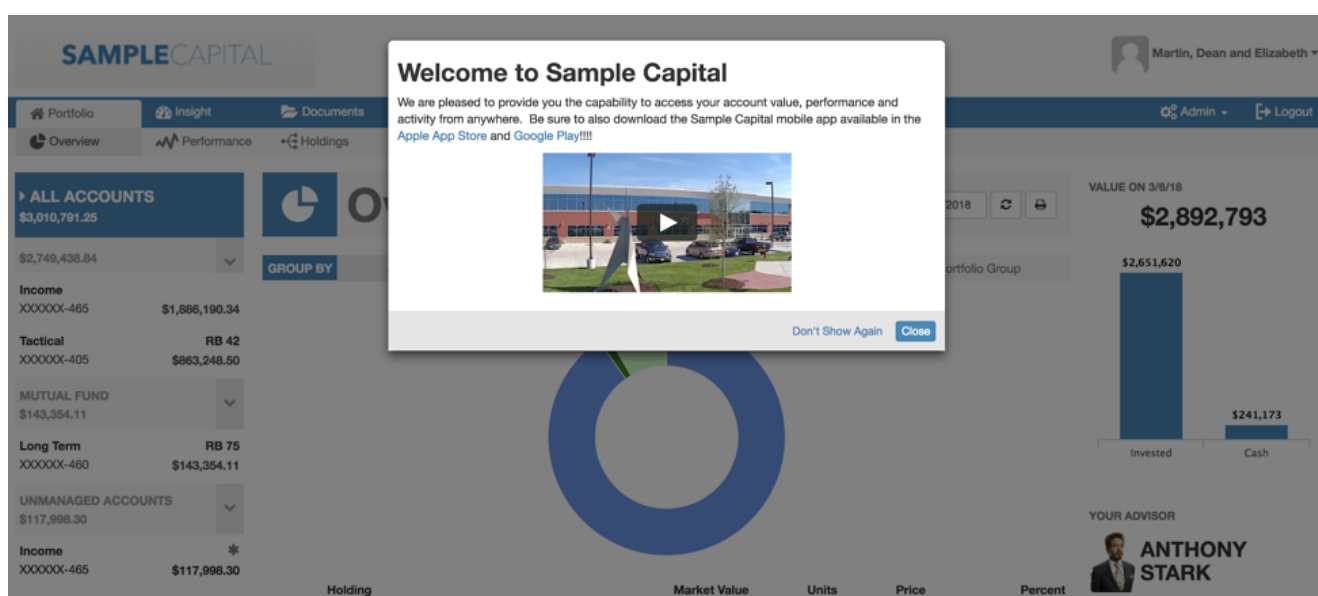 SAMPLECAPITAL
Martin, Dean and Elizabeth
Portfolio
Insight
Documents
Admin
Logout
Overview
Performance
Holdings
Welcome to Sample Capital
We are pleased to provide you the capability to access your account value, performance and
activity from anywhere. Be sure to also download the Sample Capital mobile app available in the
Apple App Store and Google Play!!!!
Don't Show Again
Close
ALL ACCOUNTS
$3,010,791.25
$2,749,438.84
Income
XXXXXX-465 $1,886,190.34
Tactical RB 42
XXXXXX-405 $863,248.50
MUTUAL FUND
$143,354.11
Long Term RB 75
XXXXXX-460 $143,354.11
UNMANAGED ACCOUNTS
$117,998.30
Income *
XXXXXX-465 $117,998.30
2018
GROUP BY
Group
Holding Market Value Units Price Percent
VALUE ON 3/6/18
$2,892,793
$2,651,620
$241,173
Invested Cash
YOUR ADVISOR
ANTHONY
STARK